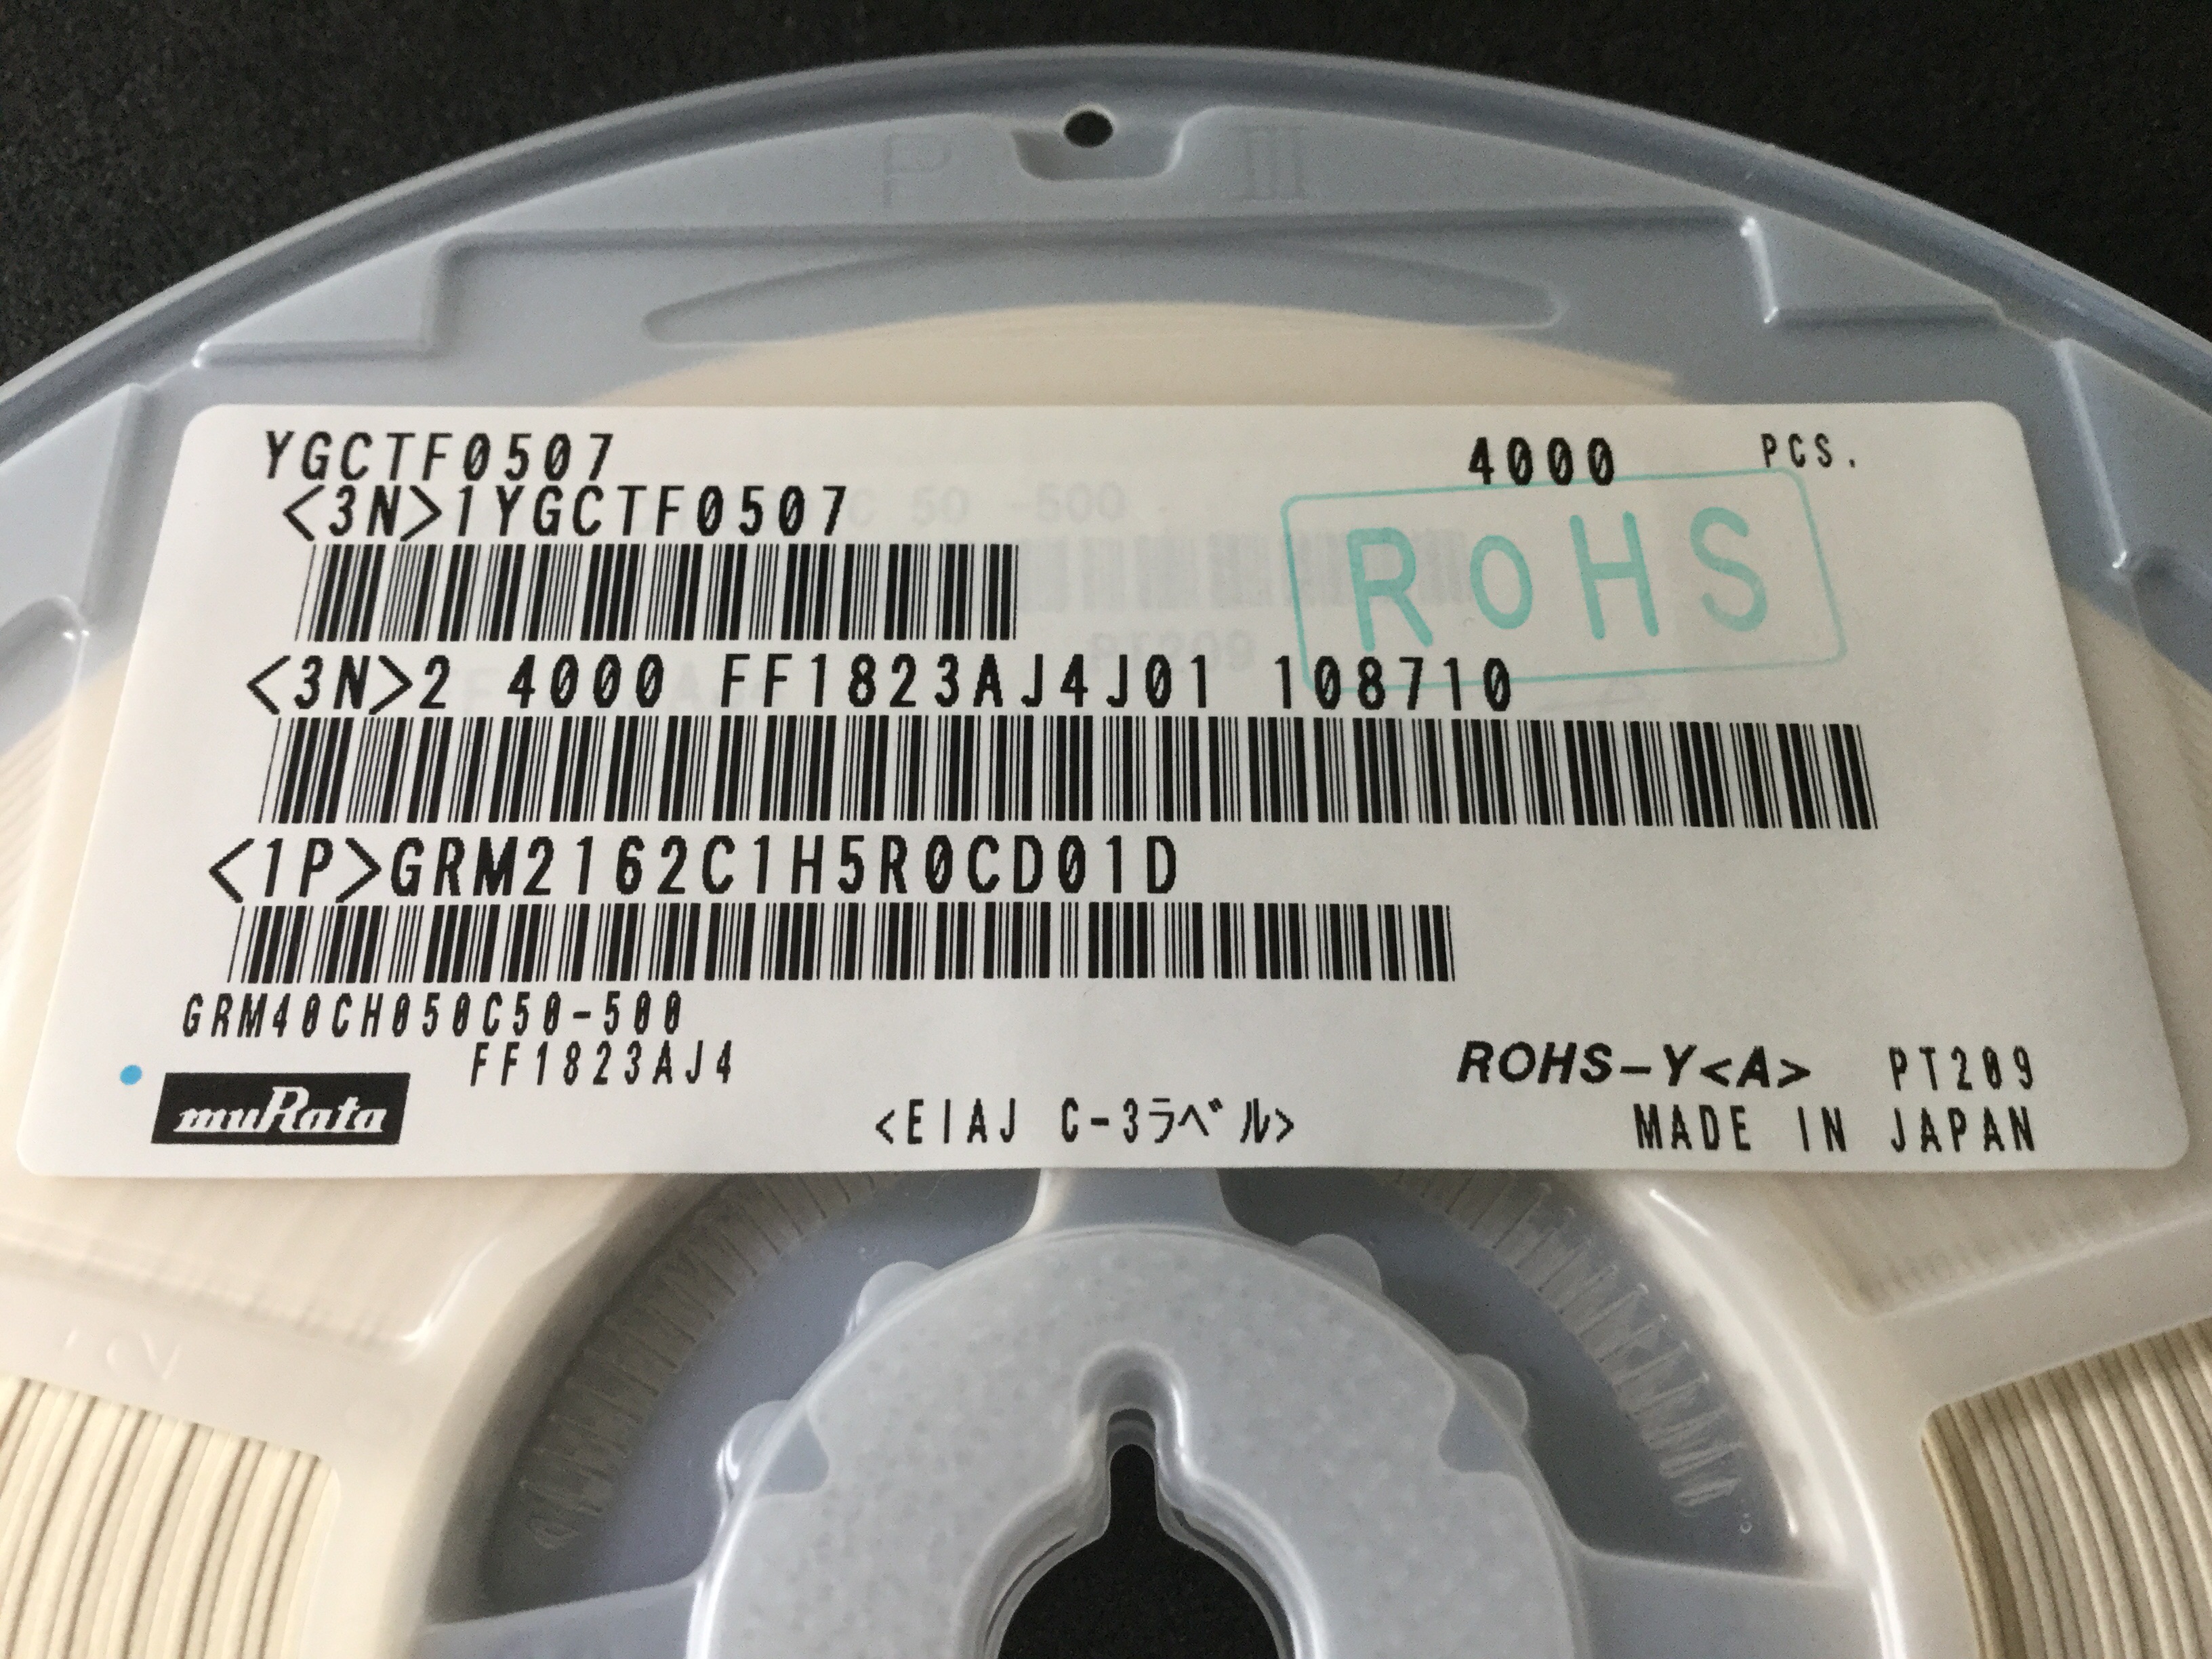 P III
YGCTF0507 4000 PCS.
<3N>1YGCTF0507
RoHS
<3N>2 4000 FF1823AJ4J01 108710
<1P>GRM2162C1H5R0CD01D
GRM40CH050C50-500
FF1823AJ4
ROHS-Y<A> PT209
muRata
<EIAJ C-3ラベル>
MADE IN JAPAN